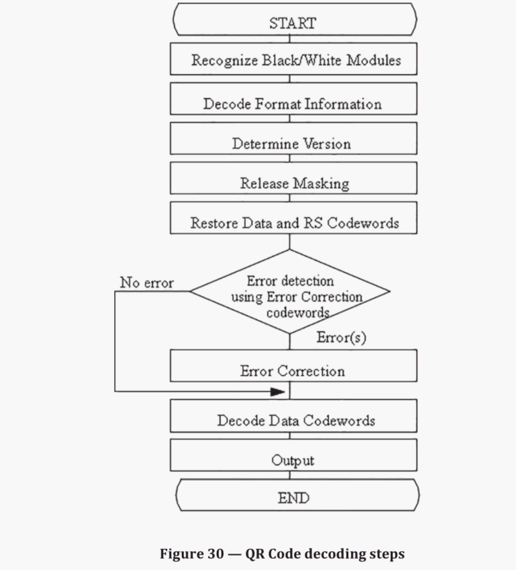 START
Recognize Black/White Modules
Decode Format Information
Determine Version
Release Masking
Restore Data and RS Codewords
No error
Error detection
using Error Correction
codewords
Error(s)
Error Correction
Decode Data Codewords
Output
END
Figure 30 — QR Code decoding steps